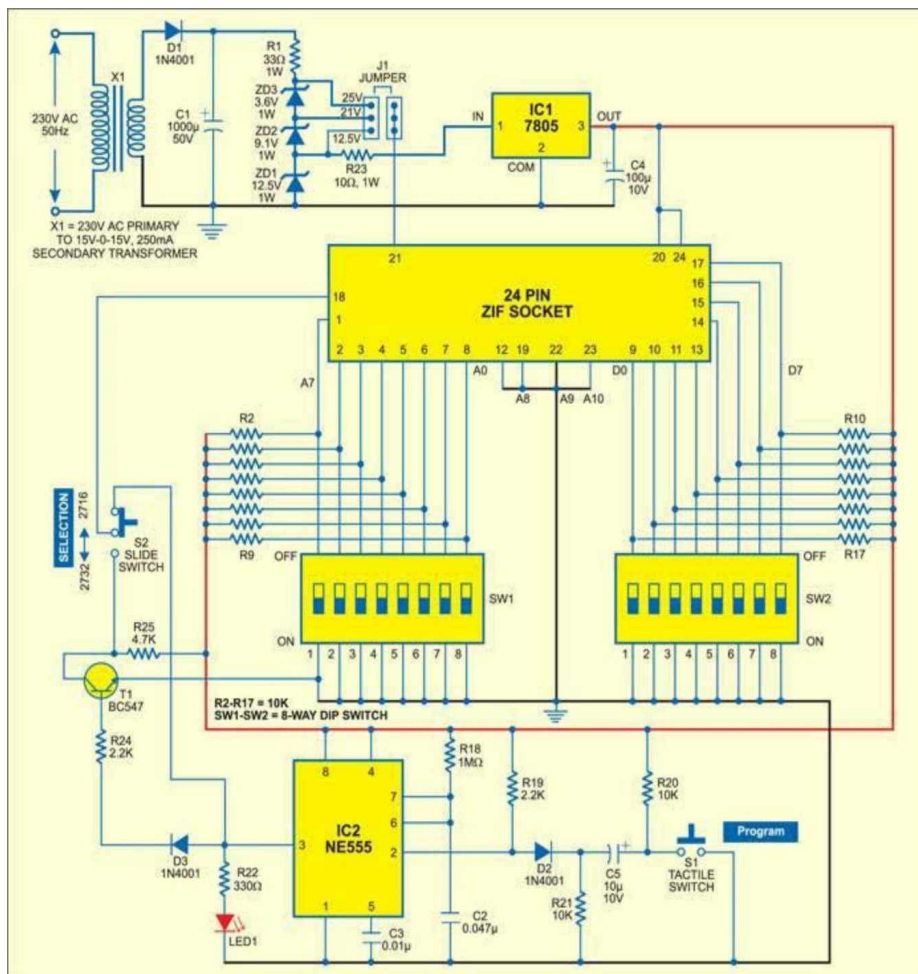 D1
1N4001
R1
33Ω
1W
J1
JUMPER
X1
230V AC
50Hz
C1
1000µ
50V
ZD3
3.6V
1W
25V
21V
ZD2
9.1V
1W
12.5V
ZD1
12.5V
1W
R23
10Ω, 1W
IN
1
IC1
7805
3
OUT
2
COM
C4
100µ
10V
X1 = 230V AC PRIMARY
TO 15V-0-15V, 250mA
SECONDARY TRANSFORMER
21
20
24
17
16
15
14
18
1
24 PIN
ZIF SOCKET
2 3 4 5 6 7 8 12 19 22 23 9 10 11 13
A7
A0
A8
A9
A10
D0
D7
R2
R9
R10
R17
SELECTION
2716
2732
S2
SLIDE
SWITCH
OFF
SW1
ON
1 2 3 4 5 6 7 8
OFF
SW2
ON
1 2 3 4 5 6 7 8
R25
4.7K
T1
BC547
R2-R17 = 10K
SW1-SW2 = 8-WAY DIP SWITCH
R24
2.2K
D3
1N4001
R22
330Ω
LED1
8
4
7
6
3
2
IC2
NE555
1
5
C3
0.01µ
R18
1MΩ
C2
0.047µ
R19
2.2K
D2
1N4001
R21
10K
C5
10µ
10V
R20
10K
Program
S1
TACTILE
SWITCH